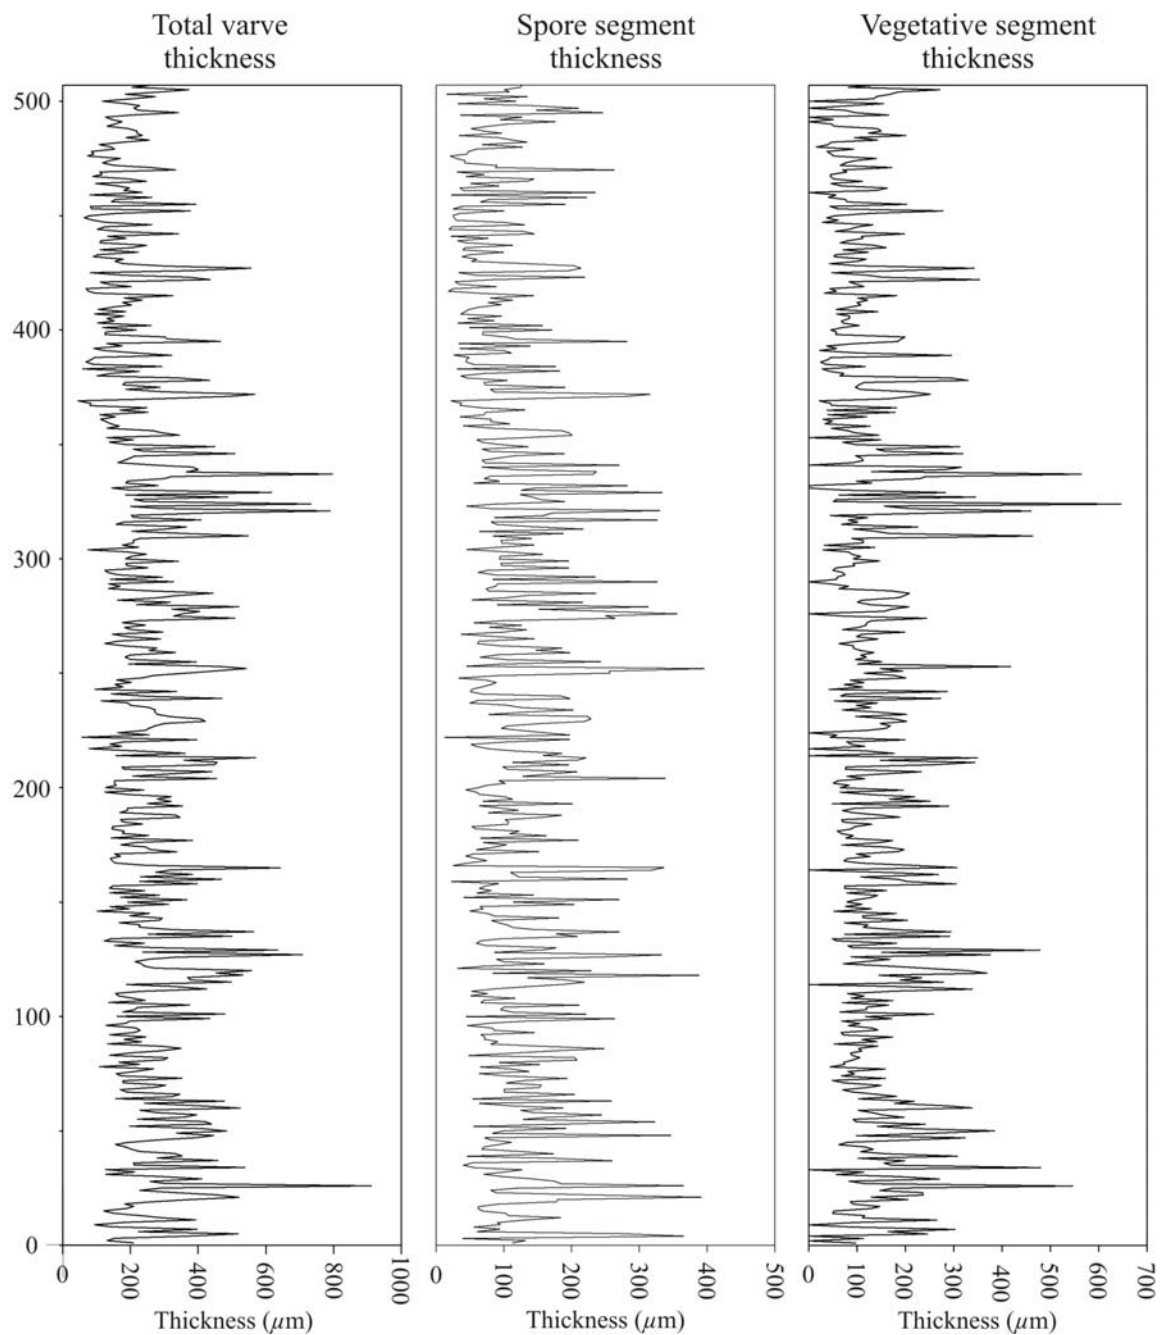 Total varve
thickness
Spore segment
thickness
Vegetative segment
thickness
500
400
300
200
100
0
0 200 400 600 800 1000
0 100 200 300 400 500
0 100 200 300 400 500 600 700
Thickness (µm)
Thickness (µm)
Thickness (µm)